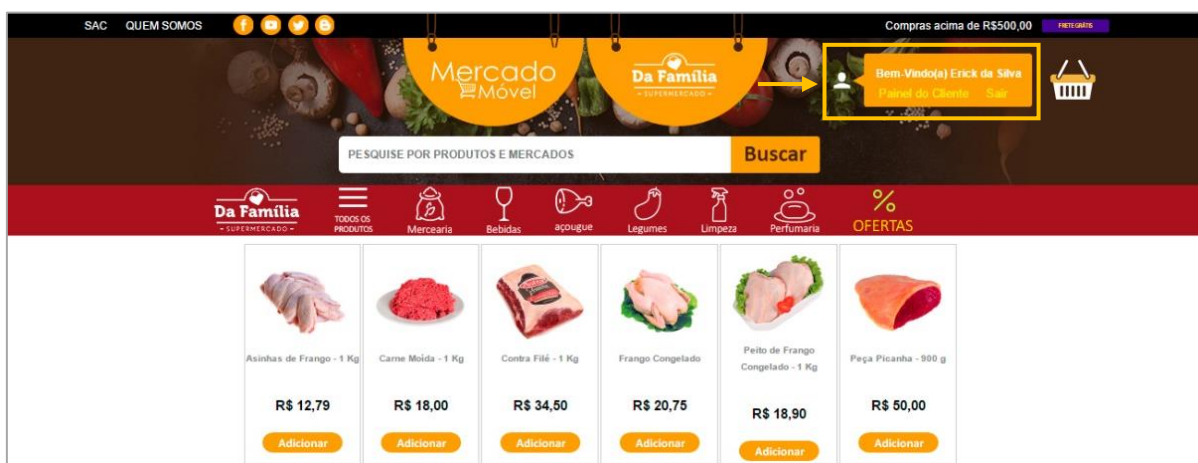 SAC QUEM SOMOS
Compras acima de R$500,00 FRETE GRÁTIS
Mercado
Móvel
Da Família
- SUPERMERCADO -
Bem-Vindo(a) Erick da Silva
Painel do Cliente Sair
PESQUISE POR PRODUTOS E MERCADOS Buscar
Da Família
- SUPERMERCADO -
TODOS OS
PRODUTOS
Mercearia
Bebidas
açougue
Legumes
Limpeza
Perfumaria
%
OFERTAS
Asinhas de Frango - 1 Kg
R$ 12,79
Adicionar
Carne Moída - 1 Kg
R$ 18,00
Adicionar
Contra Filé - 1 Kg
R$ 34,50
Adicionar
Frango Congelado
R$ 20,75
Adicionar
Peito de Frango
Congelado - 1 Kg
R$ 18,90
Adicionar
Peça Picanha - 900 g
R$ 50,00
Adicionar